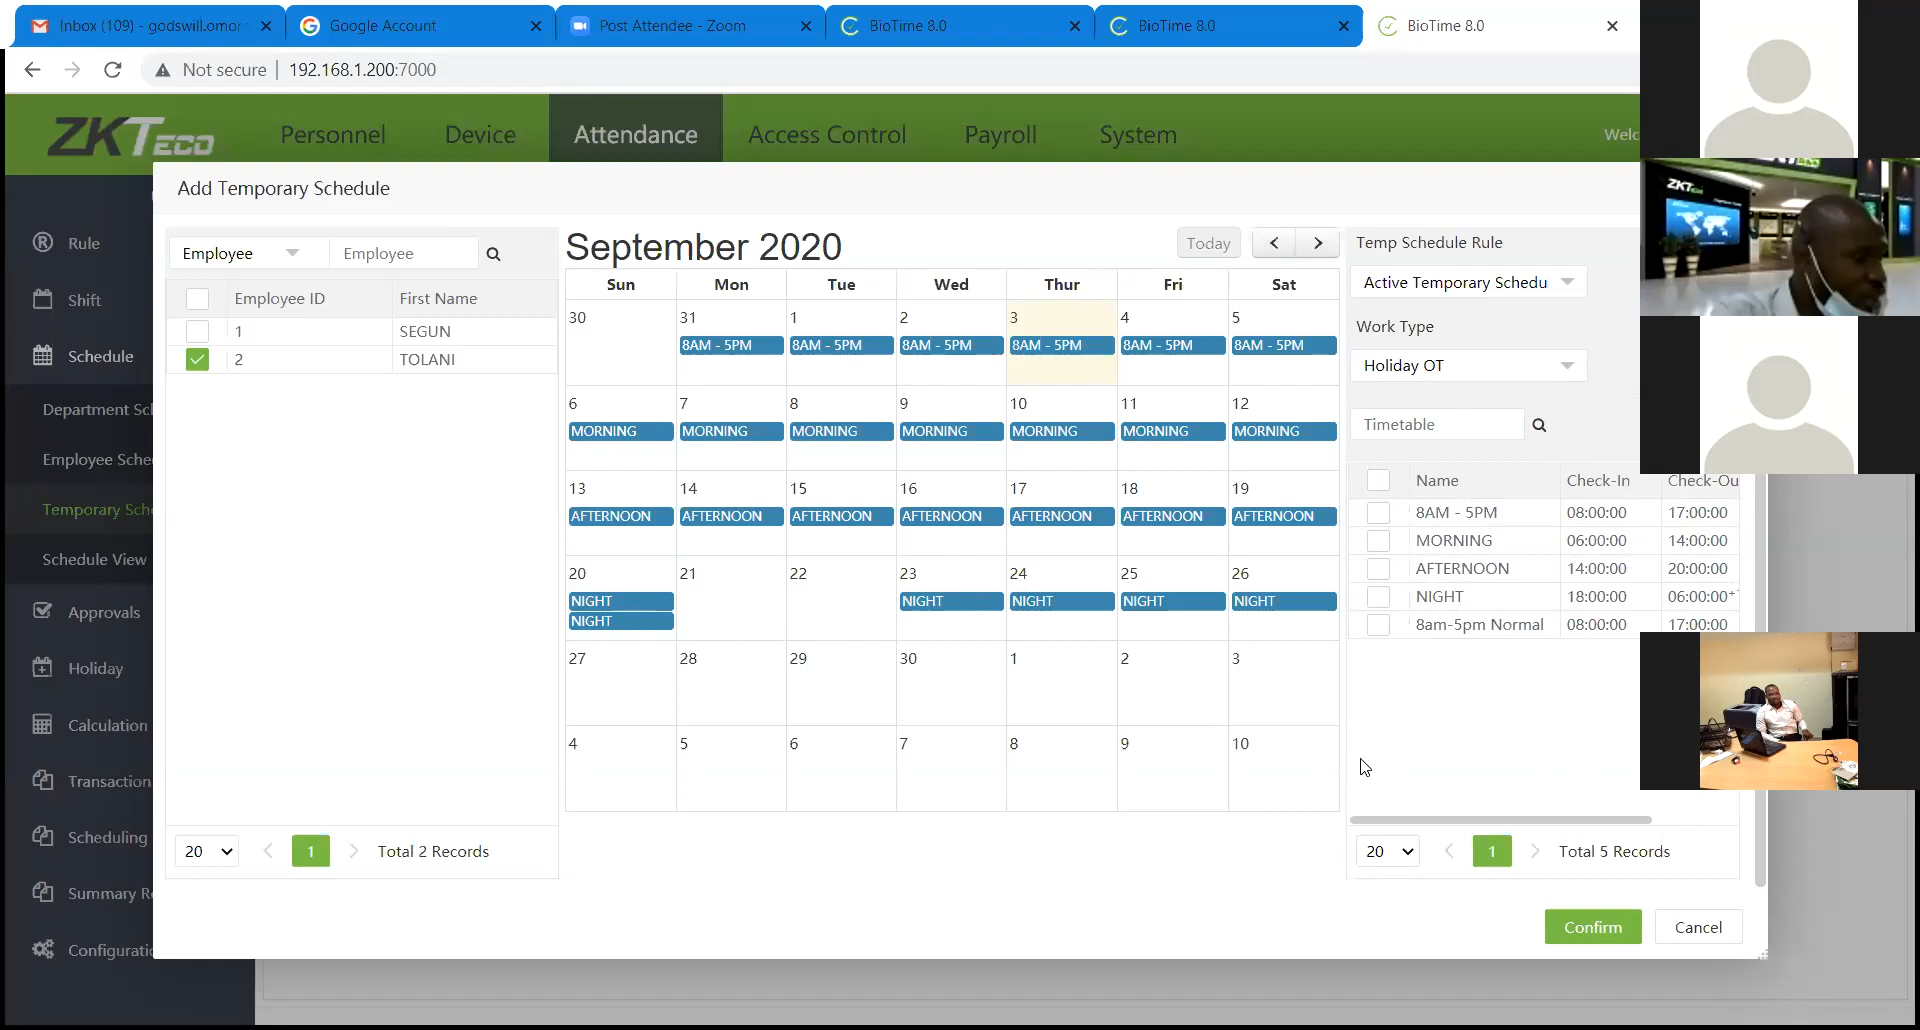 Inbox (109) - godswill.omor
Google Account
Post Attendee - Zoom
BioTime 8.0
BioTime 8.0
BioTime 8.0
Not secure | 192.168.1.200:7000
ZKTECO
Personnel
Device
Attendance
Access Control
Payroll
System
Welc
Add Temporary Schedule
Rule
Shift
Schedule
Department Sc
Employee Sche
Temporary Sch
Schedule View
Approvals
Holiday
Calculation
Transaction
Scheduling
Summary R
Configurati
Employee
Employee
Employee ID First Name
1 SEGUN
2 TOLANI
20
1
Total 2 Records
September 2020
Today
Sun Mon Tue Wed Thur Fri Sat
30 31 1 2 3 4 5
8AM - 5PM 8AM - 5PM 8AM - 5PM 8AM - 5PM 8AM - 5PM 8AM - 5PM
6 7 8 9 10 11 12
MORNING MORNING MORNING MORNING MORNING MORNING MORNING
13 14 15 16 17 18 19
AFTERNOON AFTERNOON AFTERNOON AFTERNOON AFTERNOON AFTERNOON AFTERNOON
20 21 22 23 24 25 26
NIGHT NIGHT NIGHT NIGHT NIGHT
NIGHT
27 28 29 30 1 2 3
4 5 6 7 8 9 10
Temp Schedule Rule
Active Temporary Schedu
Work Type
Holiday OT
Timetable
Name Check-In Check-Ou
8AM - 5PM 08:00:00 17:00:00
MORNING 06:00:00 14:00:00
AFTERNOON 14:00:00 20:00:00
NIGHT 18:00:00 06:00:00+
8am-5pm Normal 08:00:00 17:00:00
20
1
Total 5 Records
Confirm
Cancel
ZKTeco